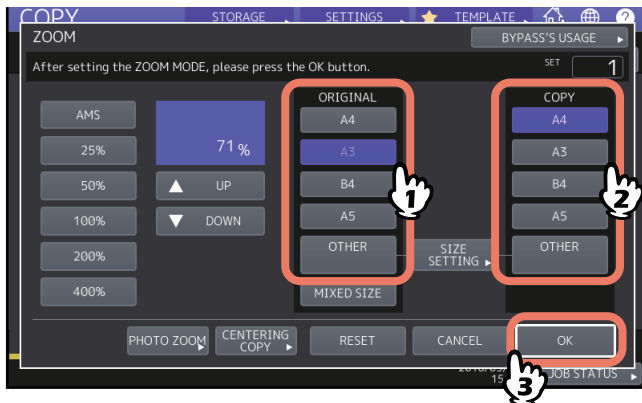 COPY STORAGE SETTINGS TEMPLATE ?
ZOOM BYPASS'S USAGE
After setting the ZOOM MODE, please press the OK button. SET 1
ORIGINAL COPY
AMS A4 A4
25% 71 % A3 A3
50% UP B4 B4
1 2
100% DOWN A5 A5
200% OTHER SIZE SETTING OTHER
400% MIXED SIZE
PHOTO ZOOM CENTERING COPY RESET CANCEL OK
3
JOB STATUS